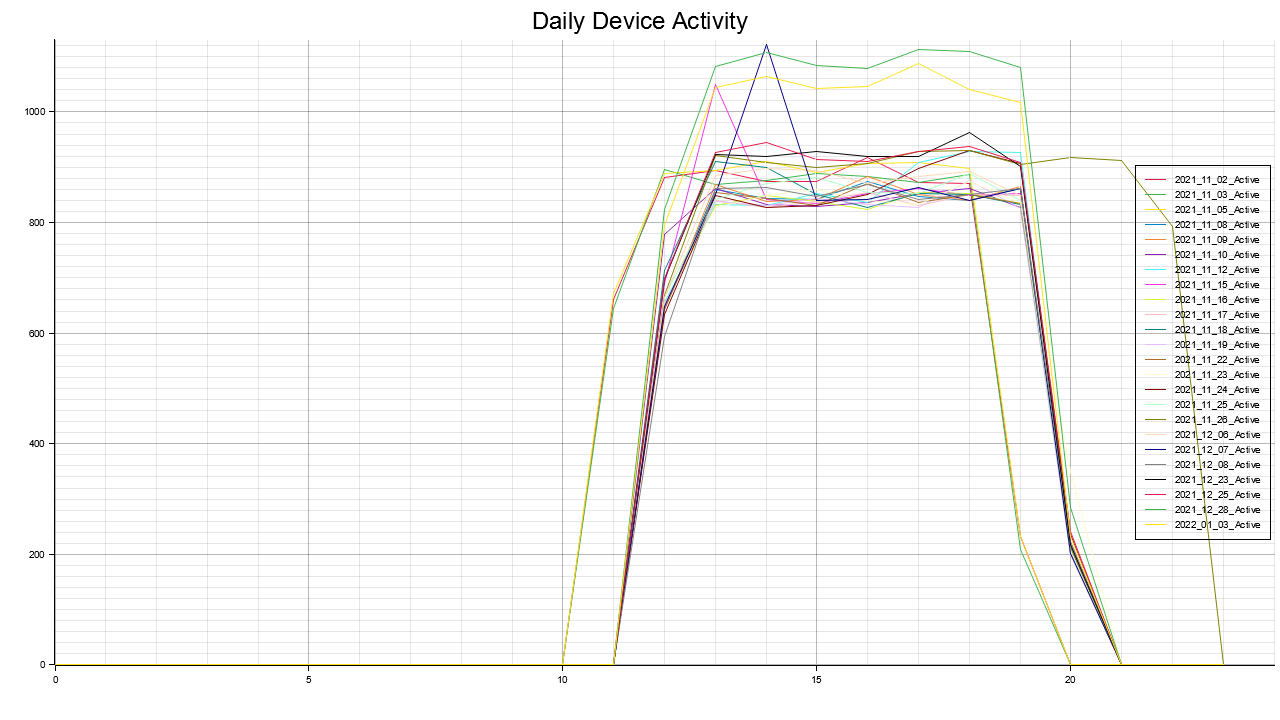 Daily Device Activity
1000
800
600
400
200
0
0 5 10 15 20
2021_11_02_Active
2021_11_03_Active
2021_11_05_Active
2021_11_08_Active
2021_11_09_Active
2021_11_10_Active
2021_11_12_Active
2021_11_15_Active
2021_11_16_Active
2021_11_17_Active
2021_11_18_Active
2021_11_19_Active
2021_11_22_Active
2021_11_23_Active
2021_11_24_Active
2021_11_25_Active
2021_11_26_Active
2021_12_06_Active
2021_12_07_Active
2021_12_08_Active
2021_12_23_Active
2021_12_25_Active
2021_12_28_Active
2022_01_03_Active